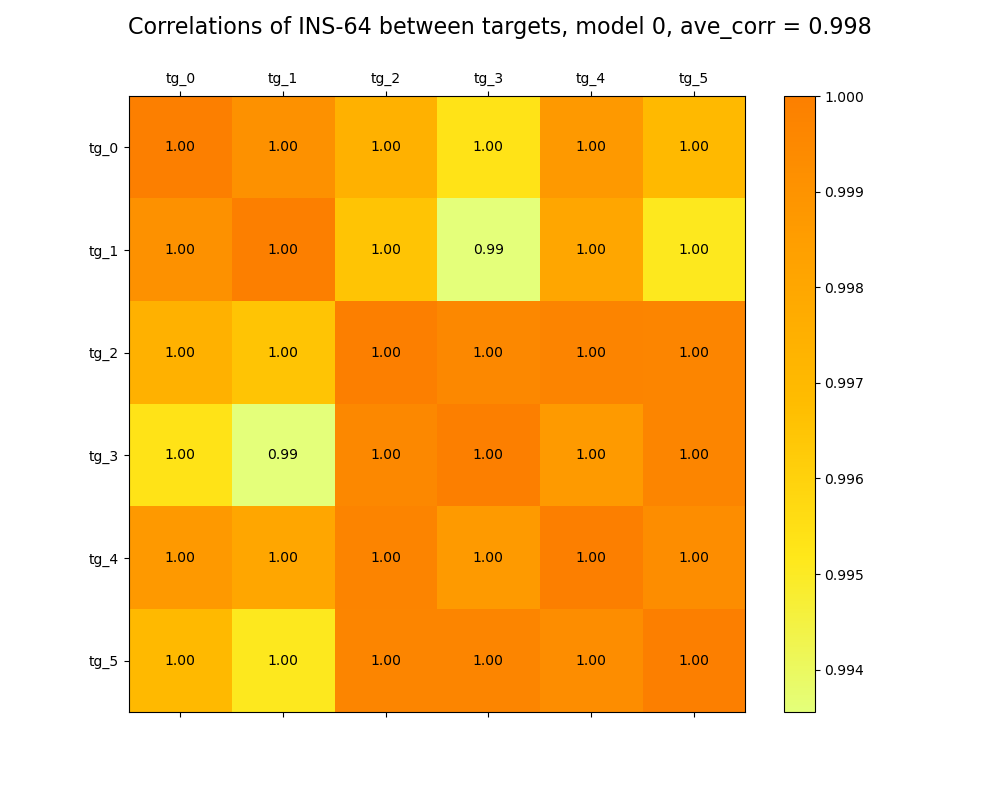 Correlations of INS-64 between targets, model 0, ave_corr = 0.998
tg_0 tg_1 tg_2 tg_3 tg_4 tg_5
tg_0 1.00 1.00 1.00 1.00 1.00 1.00
tg_1 1.00 1.00 1.00 0.99 1.00 1.00
tg_2 1.00 1.00 1.00 1.00 1.00 1.00
tg_3 1.00 0.99 1.00 1.00 1.00 1.00
tg_4 1.00 1.00 1.00 1.00 1.00 1.00
tg_5 1.00 1.00 1.00 1.00 1.00 1.00
1.000
0.999
0.998
0.997
0.996
0.995
0.994